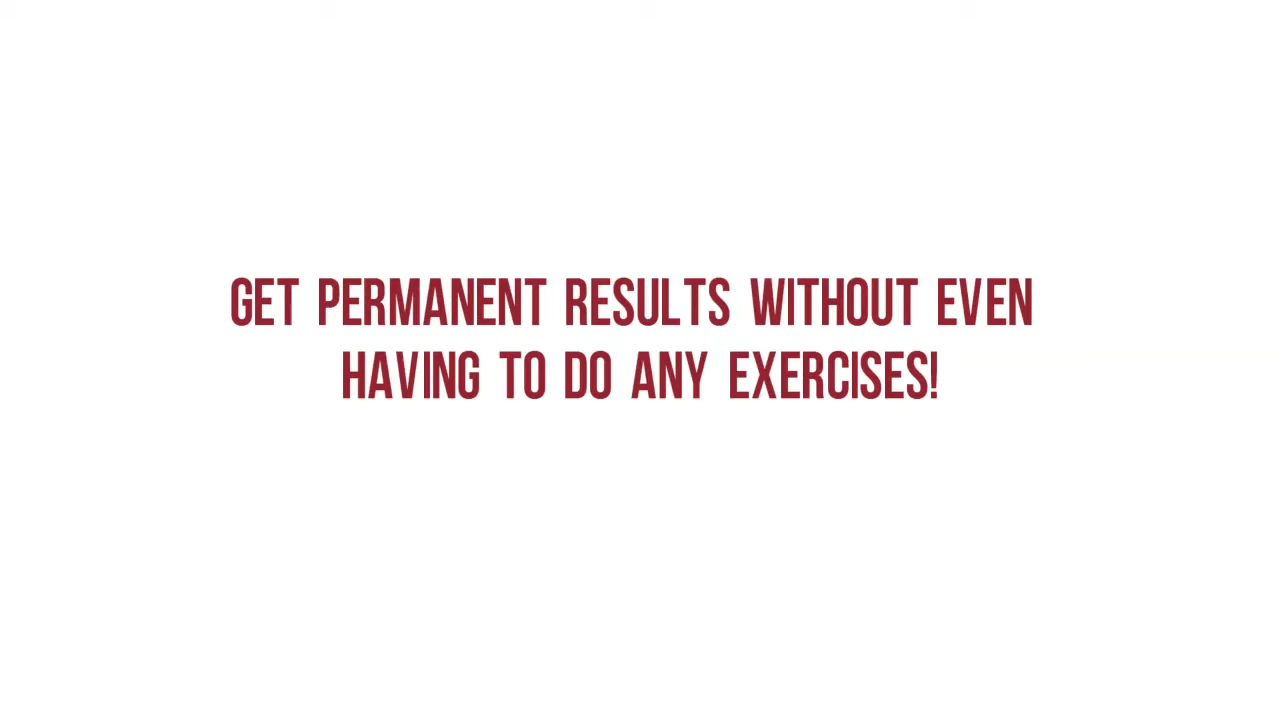 GET PERMANENT RESULTS WITHOUT EVEN
HAVING TO DO ANY EXERCISES!